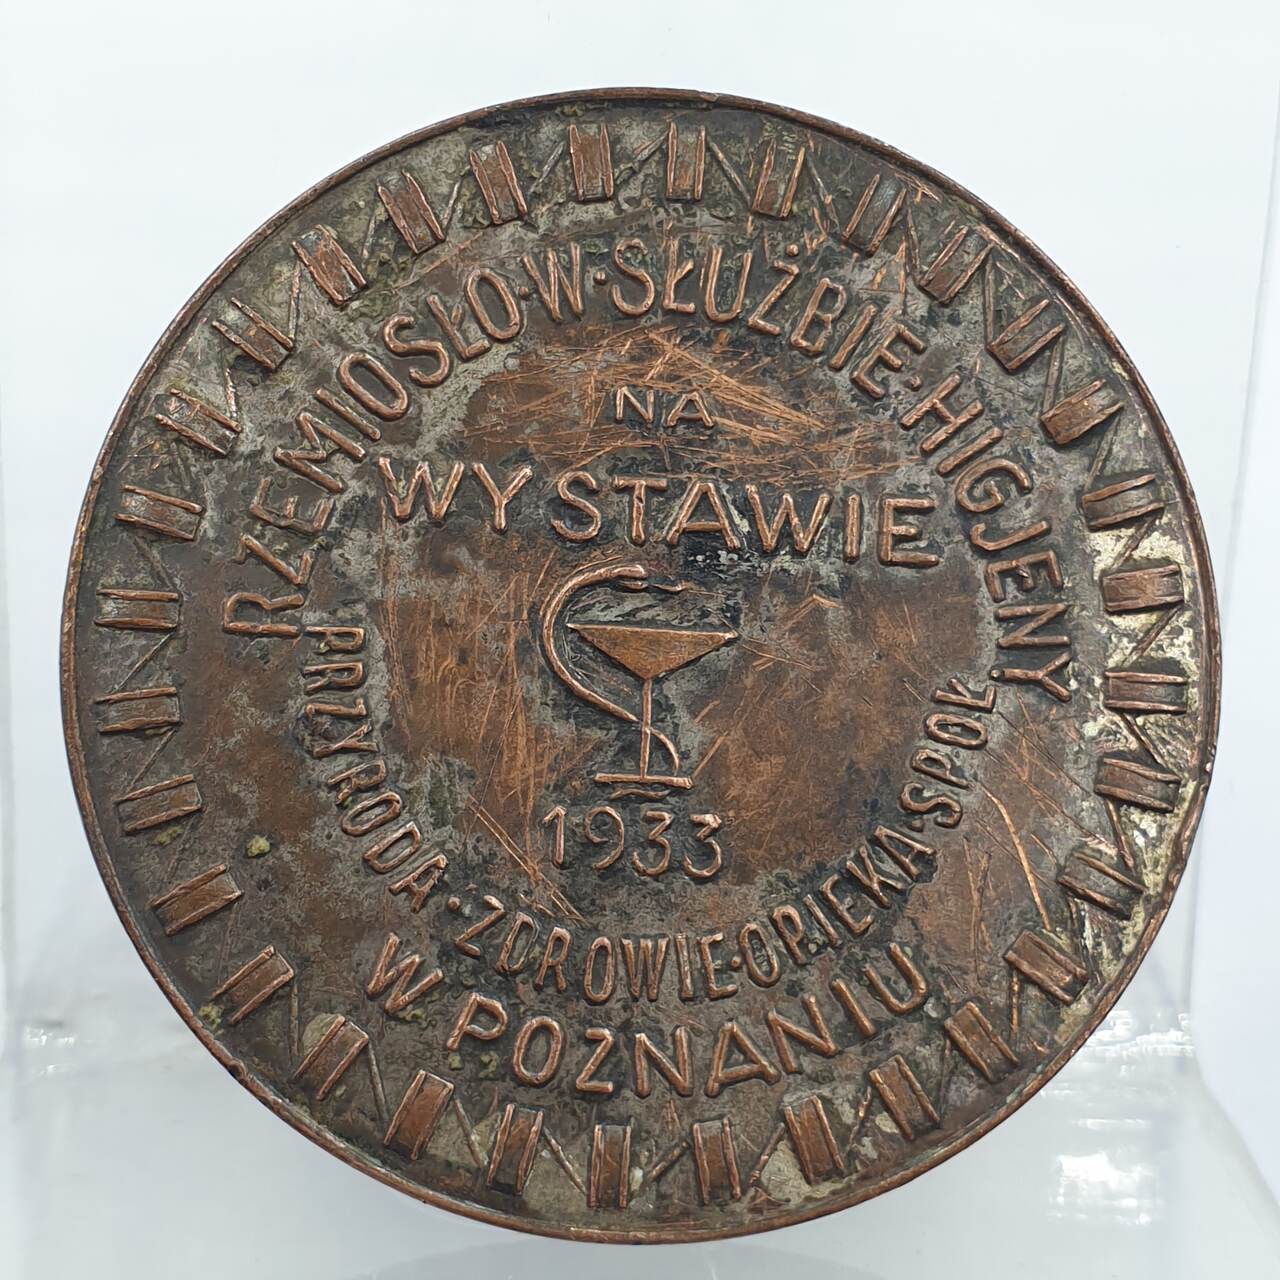 RZEMIOSŁO·W·SŁUŻBIE·HIGJENY
NA
WYSTAWIE
1933
PRZYRODA·ZDROWIE·OPIEKA·SPOŁ
W POZNANIU